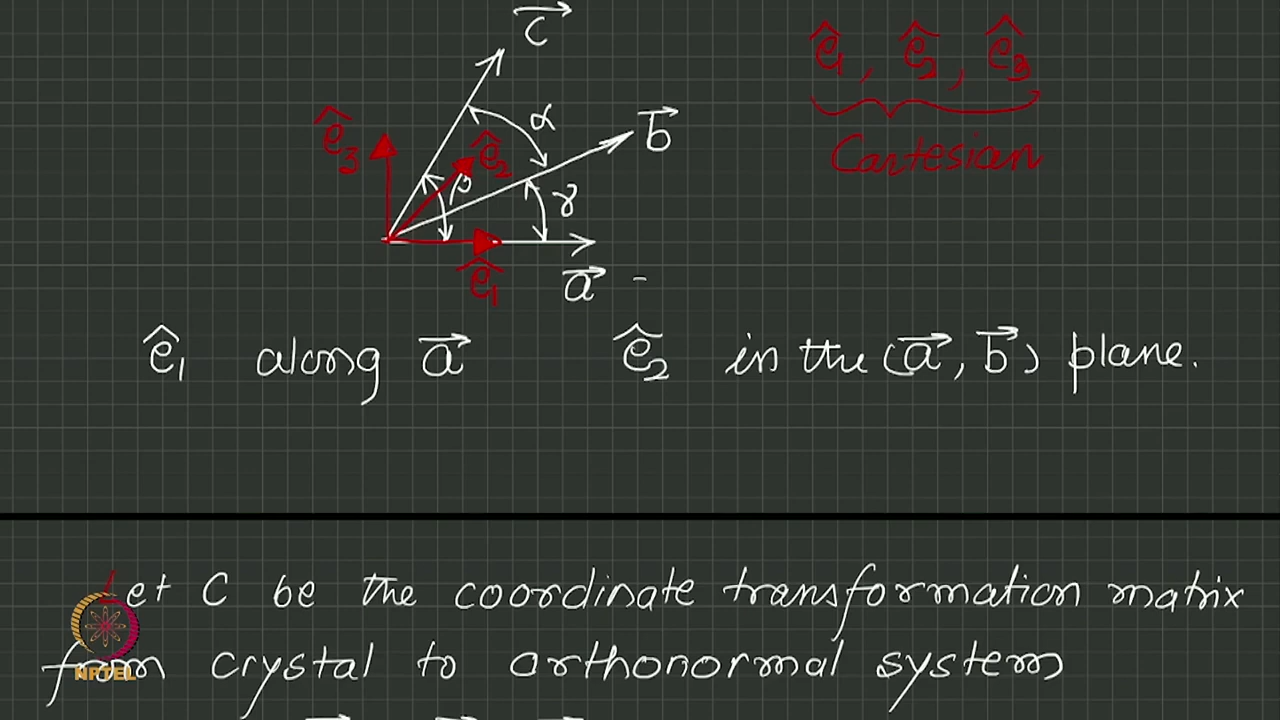 c⃗
ê₁, ê₂, ê₃
α
b⃗
ê₃
ê₂
β
γ
Cartesian
ê₁
a⃗
ê₁ along a⃗ ê₂ in the (a⃗, b⃗) plane.
Let C be the coordinate transformation matrix
from crystal to orthonormal system
NPTEL